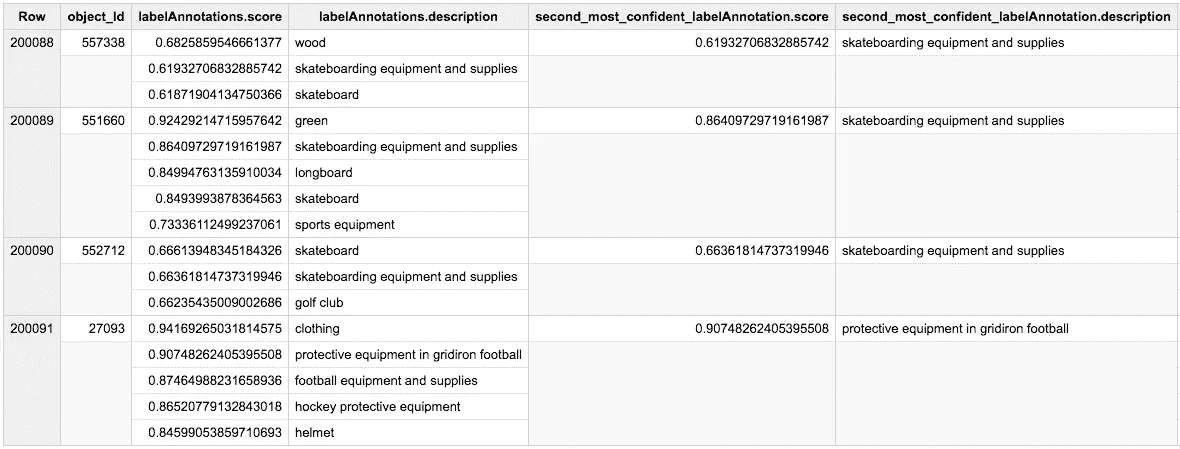 Row object_Id labelAnnotations.score labelAnnotations.description second_most_confident_labelAnnotation.score second_most_confident_labelAnnotation.description
200088 557338 0.6825859546661377 wood 0.61932706832885742 skateboarding equipment and supplies
0.61932706832885742 skateboarding equipment and supplies
0.61871904134750366 skateboard
200089 551660 0.92429214715957642 green 0.86409729719161987 skateboarding equipment and supplies
0.86409729719161987 skateboarding equipment and supplies
0.84994763135910034 longboard
0.8493993878364563 skateboard
0.73336112499237061 sports equipment
200090 552712 0.66613948345184326 skateboard 0.66361814737319946 skateboarding equipment and supplies
0.66361814737319946 skateboarding equipment and supplies
0.66235435009002686 golf club
200091 27093 0.94169265031814575 clothing 0.90748262405395508 protective equipment in gridiron football
0.90748262405395508 protective equipment in gridiron football
0.87464988231658936 football equipment and supplies
0.86520779132843018 hockey protective equipment
0.84599053859710693 helmet